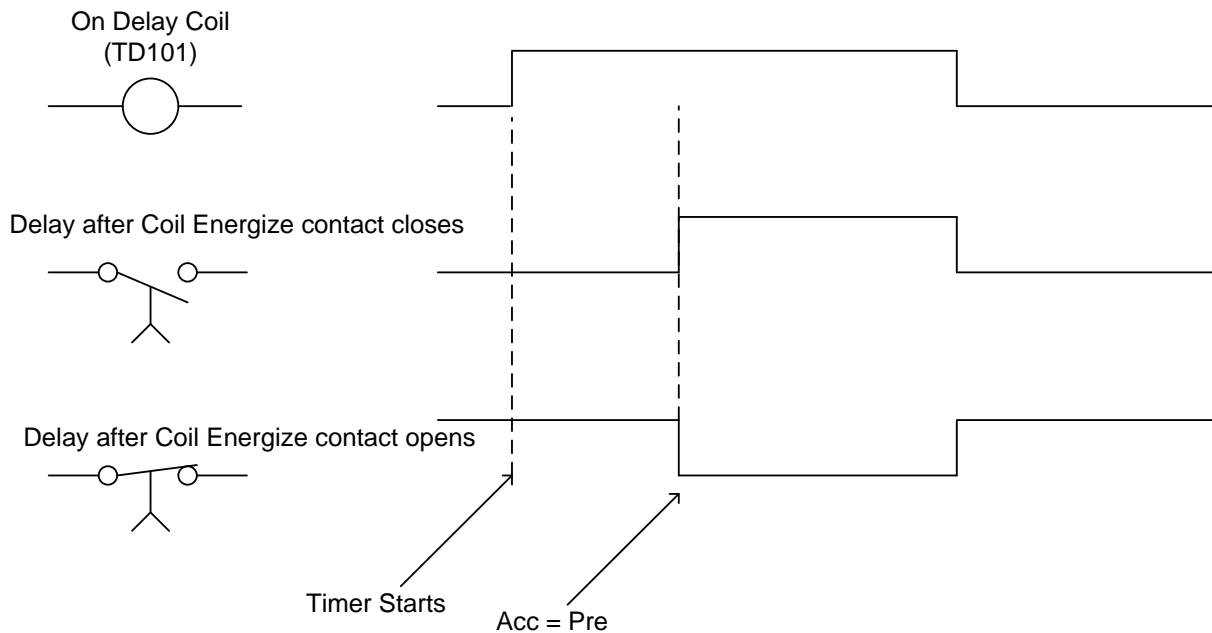 On Delay Coil
(TD101)
Delay after Coil Energize contact closes
Delay after Coil Energize contact opens
Timer Starts
Acc = Pre